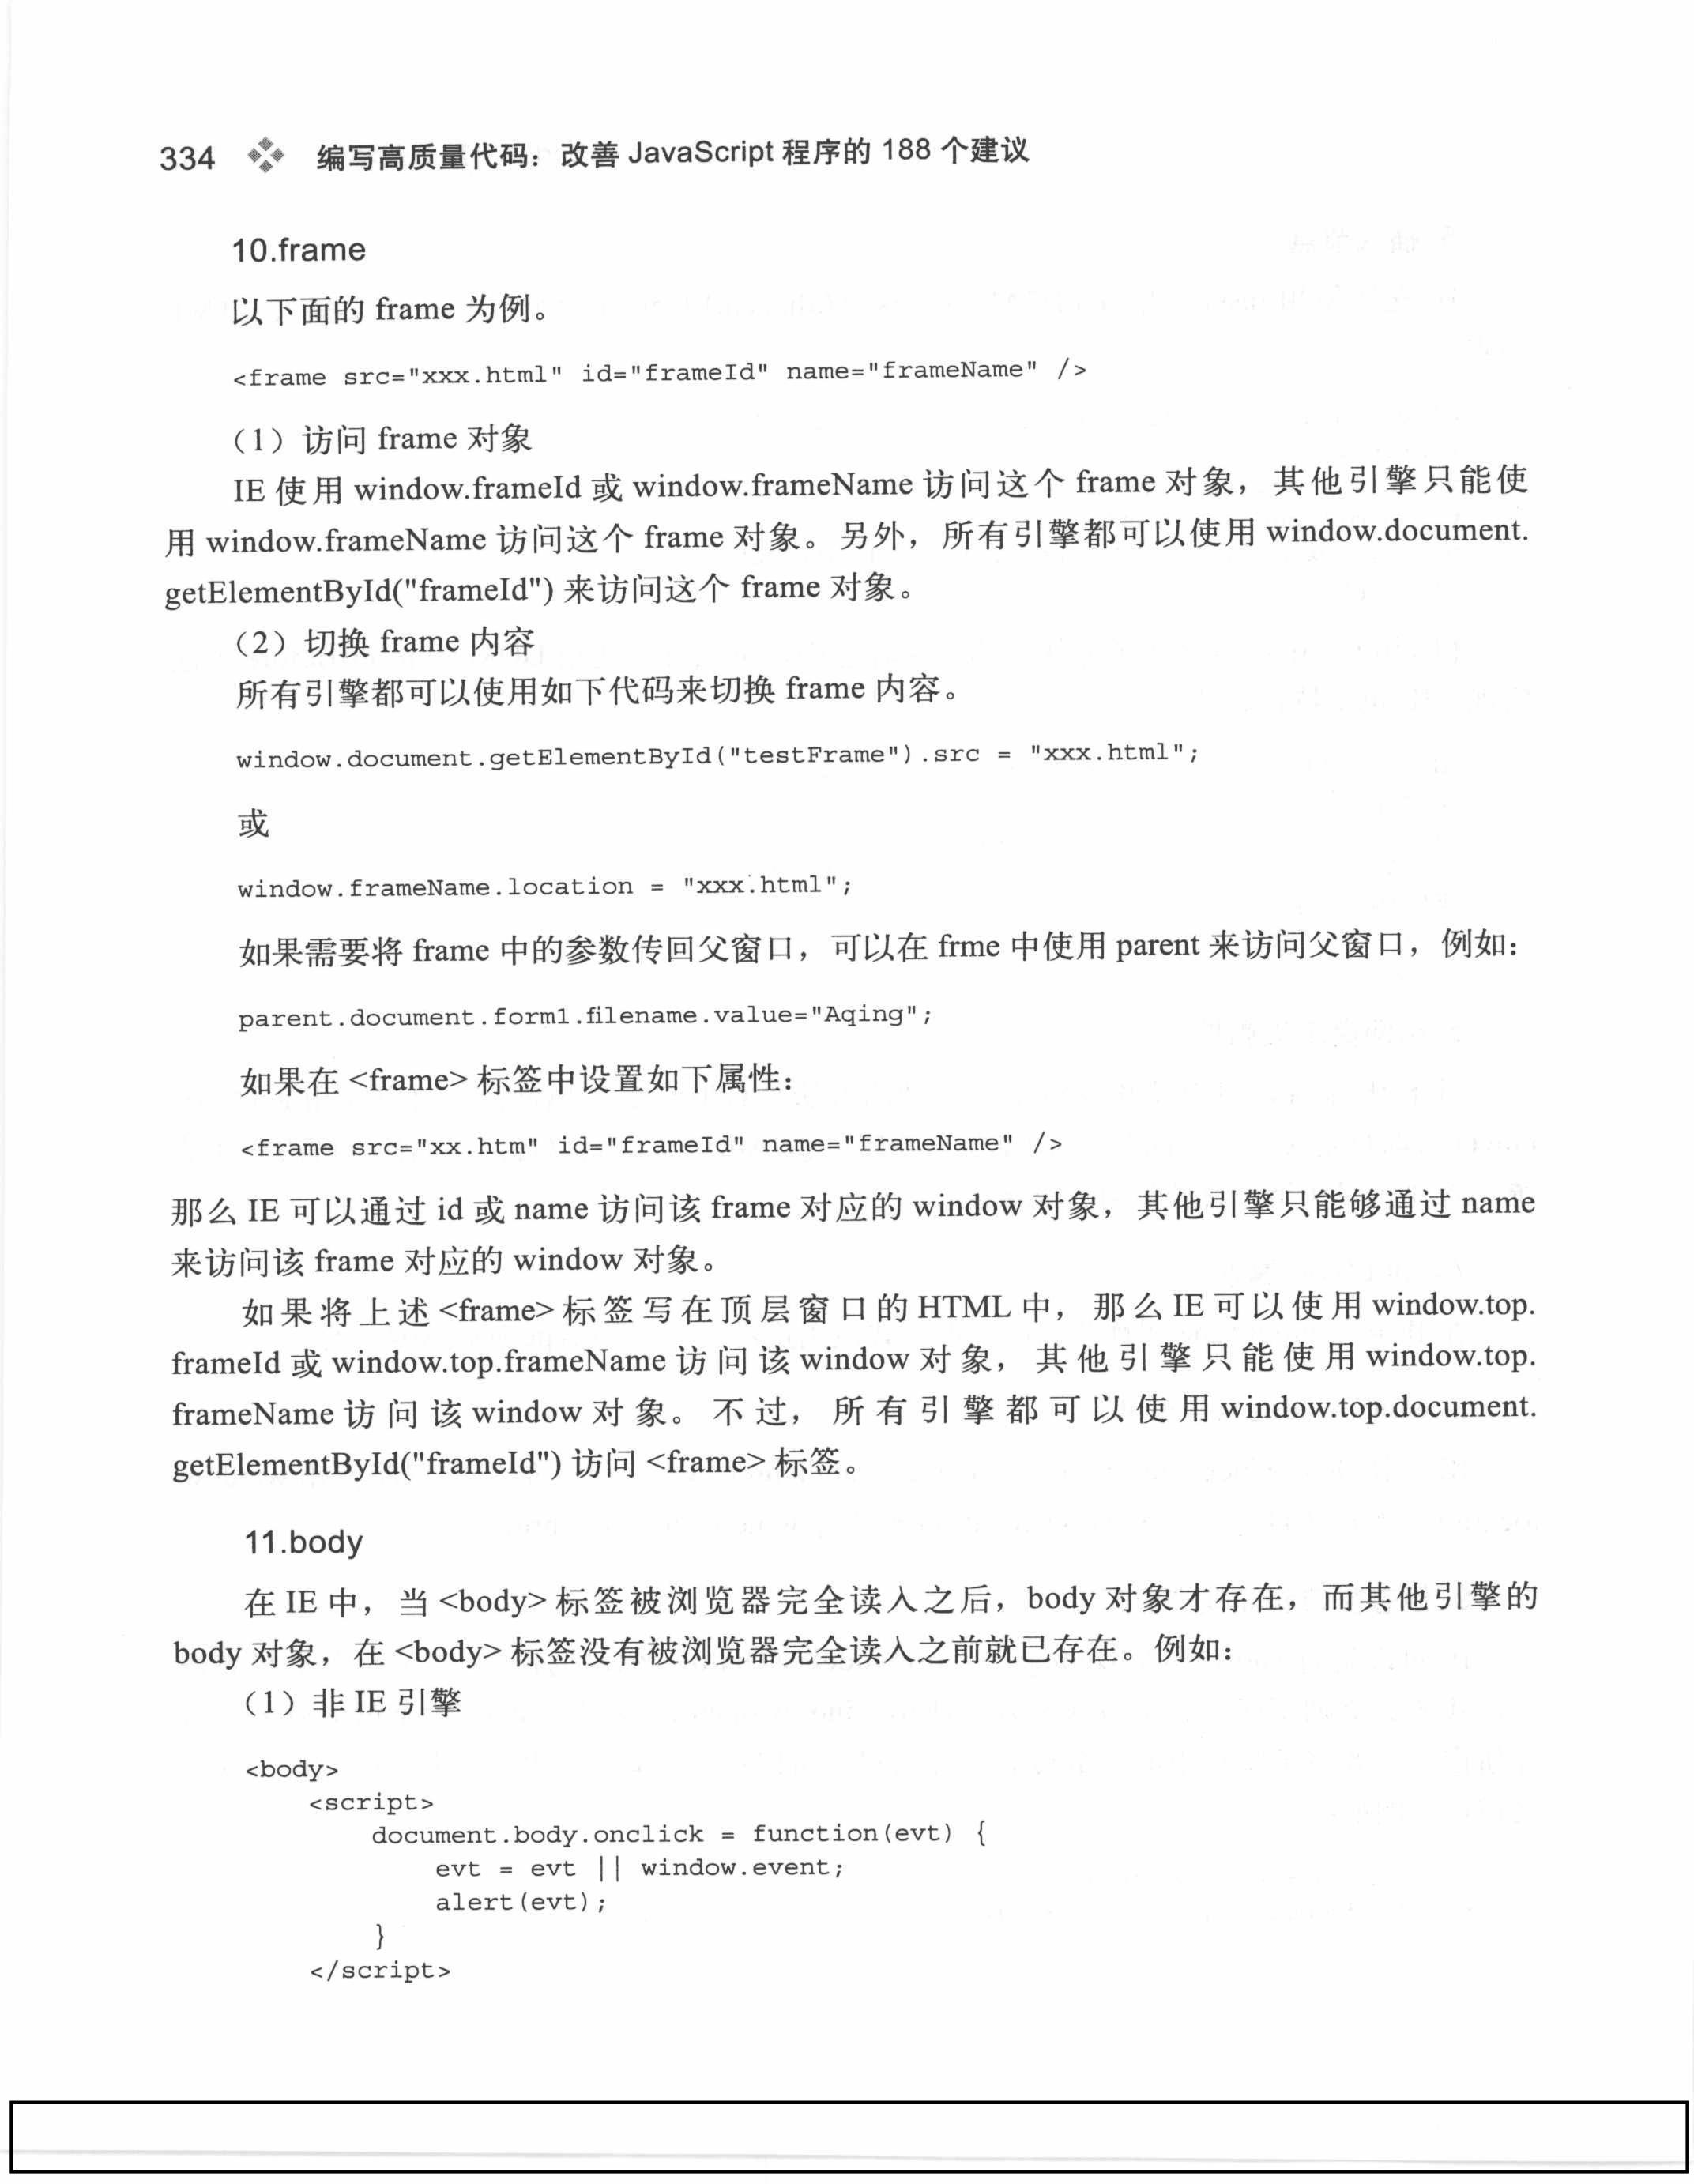 334 编写高质量代码：改善 JavaScript 程序的 188 个建议
10.frame
以下面的 frame 为例。
<frame src="xxx.html" id="frameId" name="frameName" />
（1）访问 frame 对象
IE 使用 window.frameId 或 window.frameName 访问这个 frame 对象，其他引擎只能使
用 window.frameName 访问这个 frame 对象。另外，所有引擎都可以使用 window.document.
getElementById("frameId") 来访问这个 frame 对象。
（2）切换 frame 内容
所有引擎都可以使用如下代码来切换 frame 内容。
window.document.getElementById("testFrame").src = "xxx.html";
或
window.frameName.location = "xxx.html";
如果需要将 frame 中的参数传回父窗口，可以在 frme 中使用 parent 来访问父窗口，例如：
parent.document.form1.filename.value="Aqing";
如果在 <frame> 标签中设置如下属性：
<frame src="xx.htm" id="frameId" name="frameName" />
那么 IE 可以通过 id 或 name 访问该 frame 对应的 window 对象，其他引擎只能够通过 name
来访问该 frame 对应的 window 对象。
如果将上述 <frame> 标签写在顶层窗口的 HTML 中，那么 IE 可以使用 window.top.
frameId 或 window.top.frameName 访问该 window 对象，其他引擎只能使用 window.top.
frameName 访问该 window 对象。不过，所有引擎都可以使用 window.top.document.
getElementById("frameId") 访问 <frame> 标签。
11.body
在 IE 中，当 <body> 标签被浏览器完全读入之后，body 对象才存在，而其他引擎的
body 对象，在 <body> 标签没有被浏览器完全读入之前就已存在。例如：
（1）非 IE 引擎
<body>
    <script>
        document.body.onclick = function(evt) {
            evt = evt || window.event;
            alert(evt);
        }
    </script>